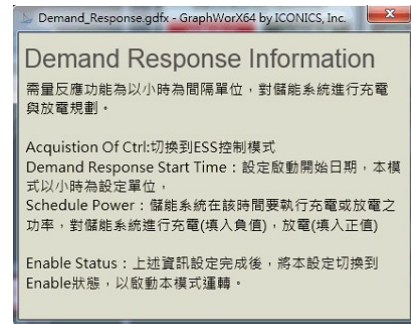 Demand_Response.gdfx - GraphWorX64 by ICONICS, Inc.
Demand Response Information
需量反應功能為以小時為間隔單位，對儲能系統進行充電
與放電規劃。
Acquistion Of Ctrl:切換到ESS控制模式
Demand Response Start Time：設定啟動開始日期，本模
式以小時為設定單位，
Schedule Power：儲能系統在該時間要執行充電或放電之
功率，對儲能系統進行充電(填入負值)，放電(填入正值)
Enable Status：上述資訊設定完成後，將本設定切換到
Enable狀態，以啟動本模式運轉。